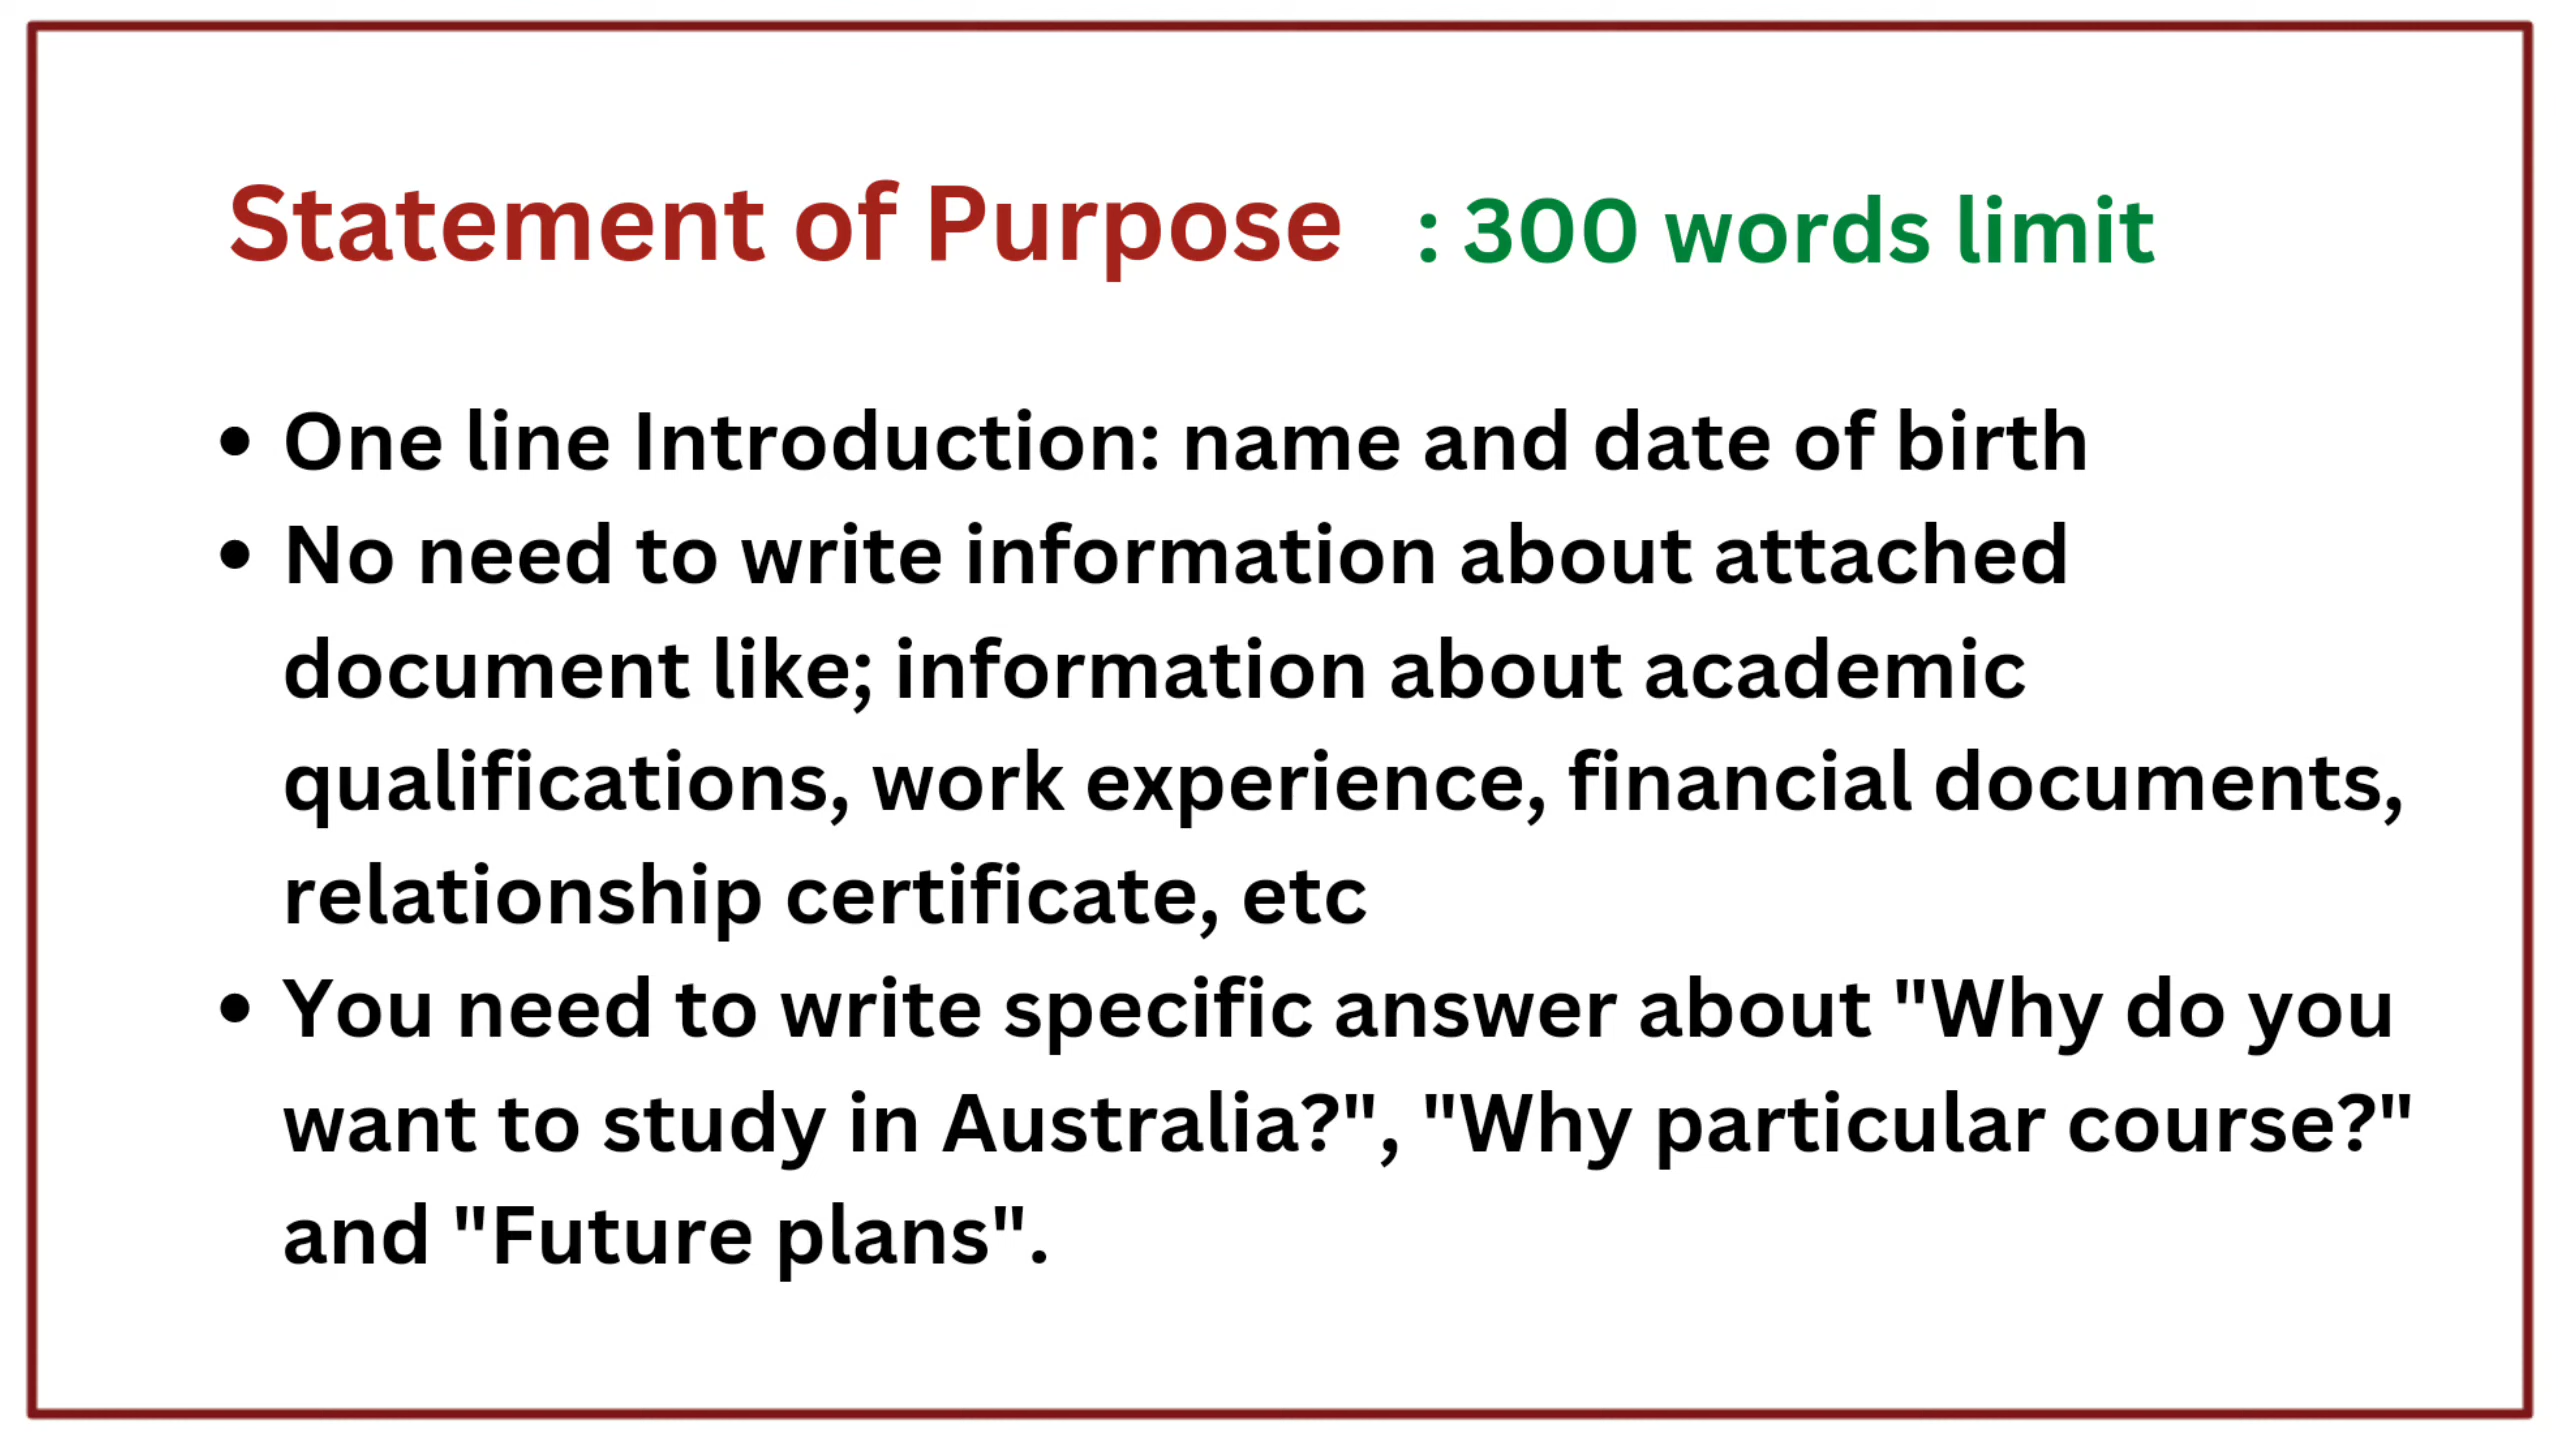 Statement of Purpose : 300 words limit
• One line Introduction: name and date of birth
• No need to write information about attached
document like; information about academic
qualifications, work experience, financial documents,
relationship certificate, etc
• You need to write specific answer about "Why do you
want to study in Australia?", "Why particular course?"
and "Future plans".